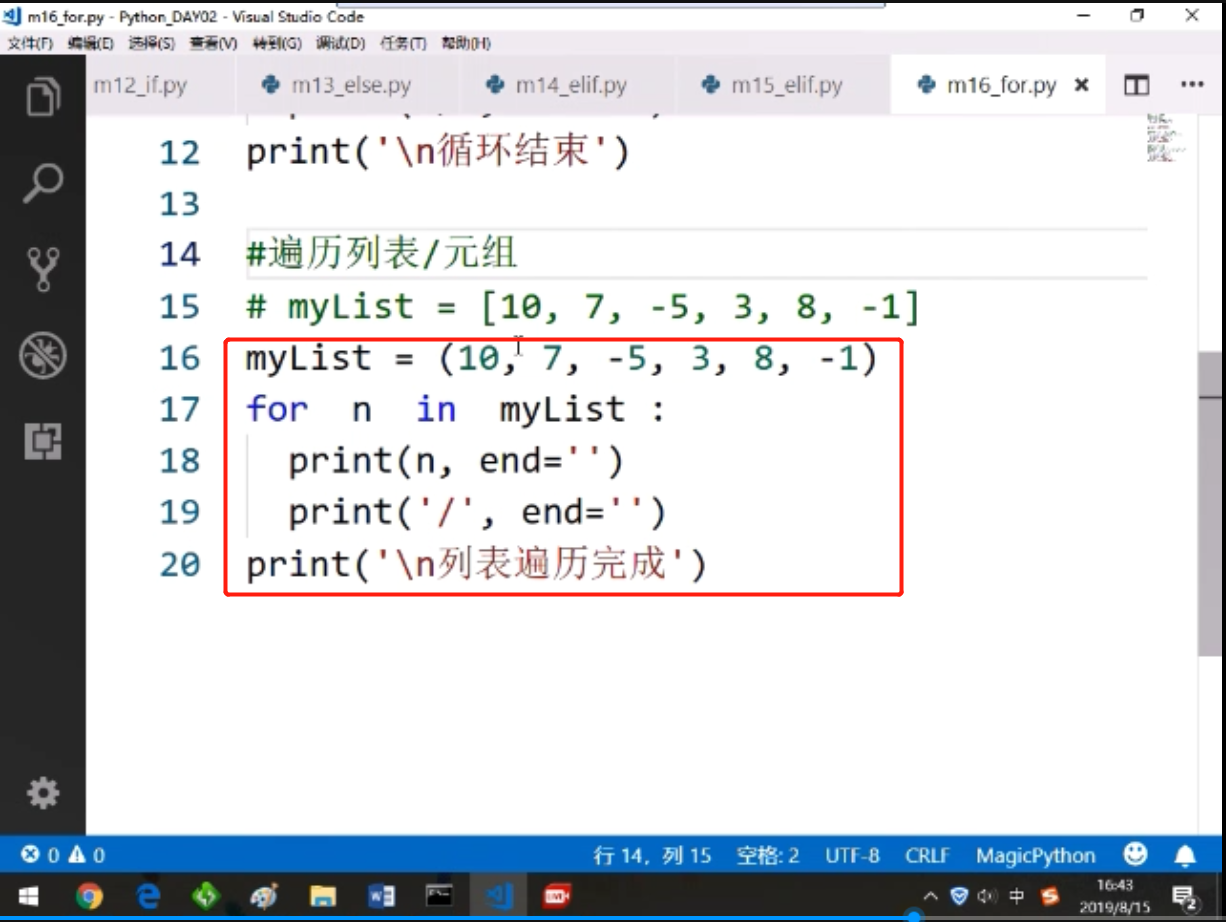 m16_for.py - Python_DAY02 - Visual Studio Code
文件(F) 编辑(E) 选择(S) 查看(V) 转到(G) 调试(D) 任务(T) 帮助(H)
m12_if.py m13_else.py m14_elif.py m15_elif.py m16_for.py
12 print('\n循环结束')
13
14 #遍历列表/元组
15 # myList = [10, 7, -5, 3, 8, -1]
16 myList = (10, 7, -5, 3, 8, -1)
17 for n in myList :
18 print(n, end='')
19 print('/', end='')
20 print('\n列表遍历完成')
0 0 行 14，列 15 空格: 2 UTF-8 CRLF MagicPython
中 16:43
2019/8/15 2